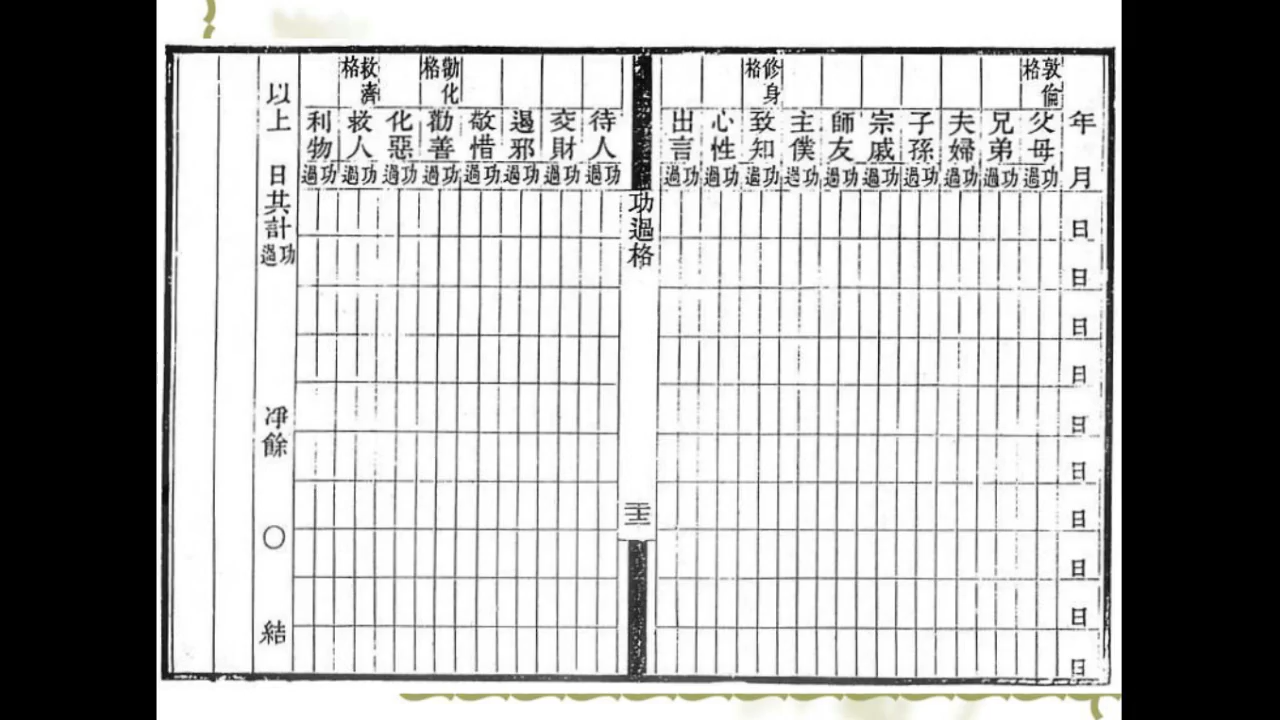 年 月 日 日 日 日 日 日 日 日 日 日
敦倫格
父母 功過
兄弟 功過
夫婦 功過
子孫 功過
宗戚 功過
師友 功過
主僕 功過
修身格
致知 功過
心性 功過
出言 功過
功過格
待人 功過
交財 功過
遏邪 功過
敬惜 功過
勸化格
勸善 功過
化惡 功過
救濟格
救人 功過
利物 功過
以上 日共計功過 淨餘 〇 結